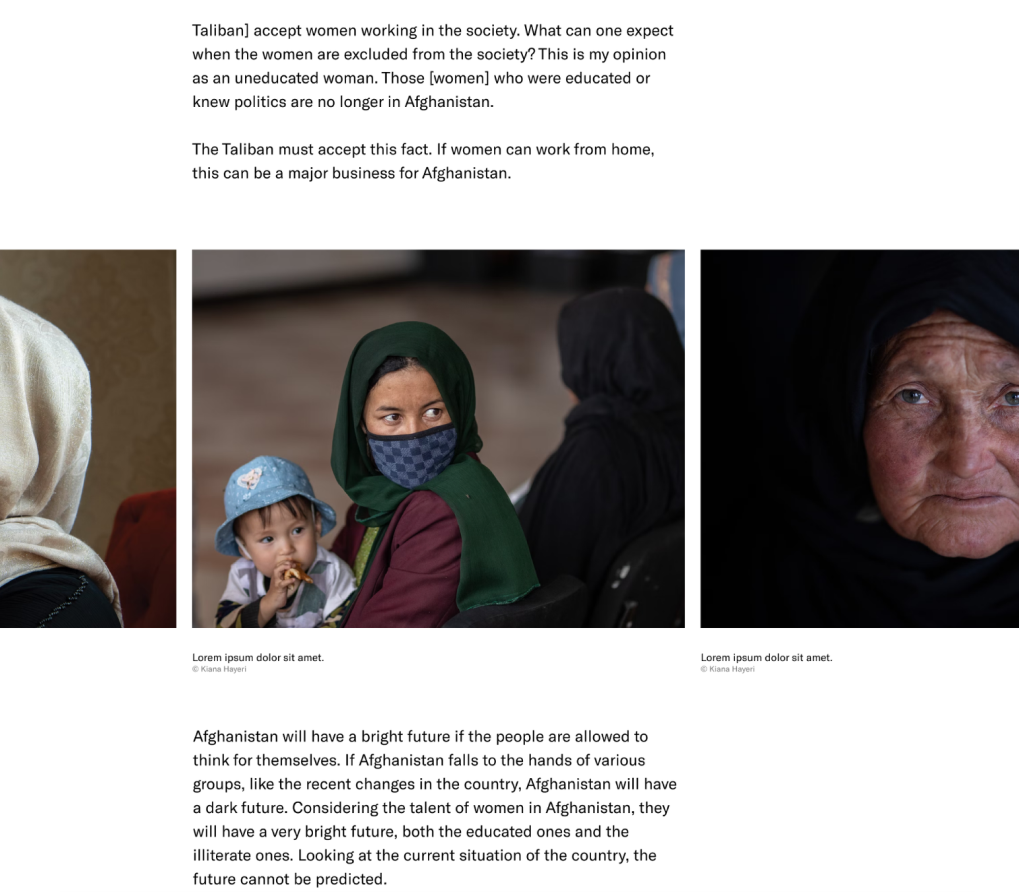 Taliban] accept women working in the society. What can one expect
when the women are excluded from the society? This is my opinion
as an uneducated woman. Those [women] who were educated or
knew politics are no longer in Afghanistan.
The Taliban must accept this fact. If women can work from home,
this can be a major business for Afghanistan.
Lorem ipsum dolor sit amet.
© Kiana Hayeri
Lorem ipsum dolor sit amet.
© Kiana Hayeri
Afghanistan will have a bright future if the people are allowed to
think for themselves. If Afghanistan falls to the hands of various
groups, like the recent changes in the country, Afghanistan will have
a dark future. Considering the talent of women in Afghanistan, they
will have a very bright future, both the educated ones and the
illiterate ones. Looking at the current situation of the country, the
future cannot be predicted.